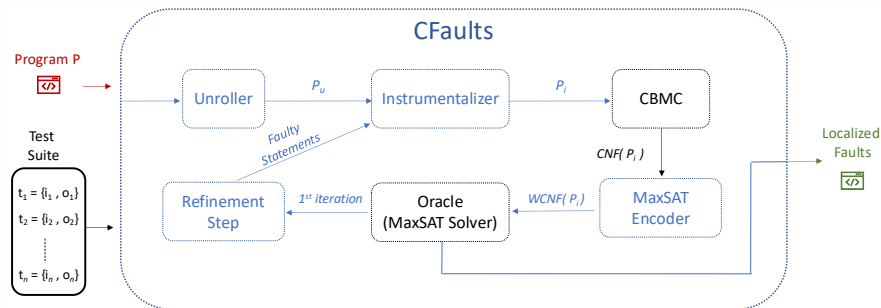 CFaults
Program P
</>
Unroller
P_u
Instrumentalizer
P_i
CBMC
Test
Suite
t_1 = {i_1 , o_1}
t_2 = {i_2 , o_2}
t_n = {i_n , o_n}
Faulty
Statements
CNF( P_i )
Localized
Faults
</>
Refinement
Step
1st iteration
Oracle
(MaxSAT Solver)
WCNF( P_i )
MaxSAT
Encoder